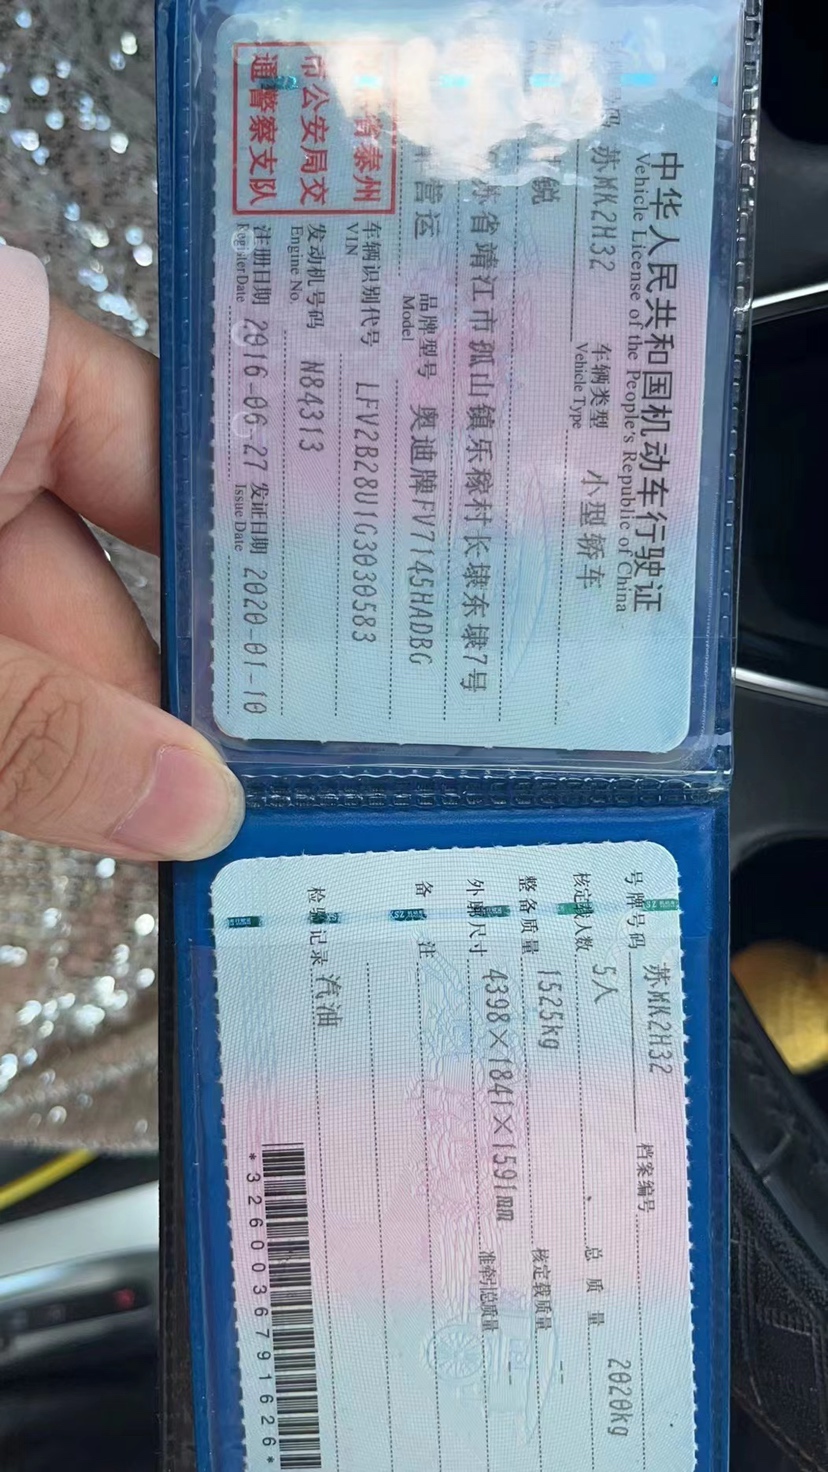 中华人民共和国机动车行驶证
Vehicle License of the People's Republic of China
苏MK2H32
车辆类型 小型轿车
Vehicle Type
省靖江市孤山镇乐稼村长埭东埭7号
营运 品牌型号 奥迪牌FV7145HADBG
Model
泰州
市公安局交
通警察支队
车辆识别代号 LFV2B28U1G3030583
VIN
发动机号码 N84313
Engine No.
注册日期 2016-06-27 发证日期 2020-01-10
Register Date Issue Date
号牌号码 苏MK2H32 档案编号
核定载人数 5人 总质量 2020kg
整备质量 1525kg 核定载质量 --
外廓尺寸 4398×1841×1591mm 准牵引总质量 --
备注
检验记录 汽油
*3260036791626*